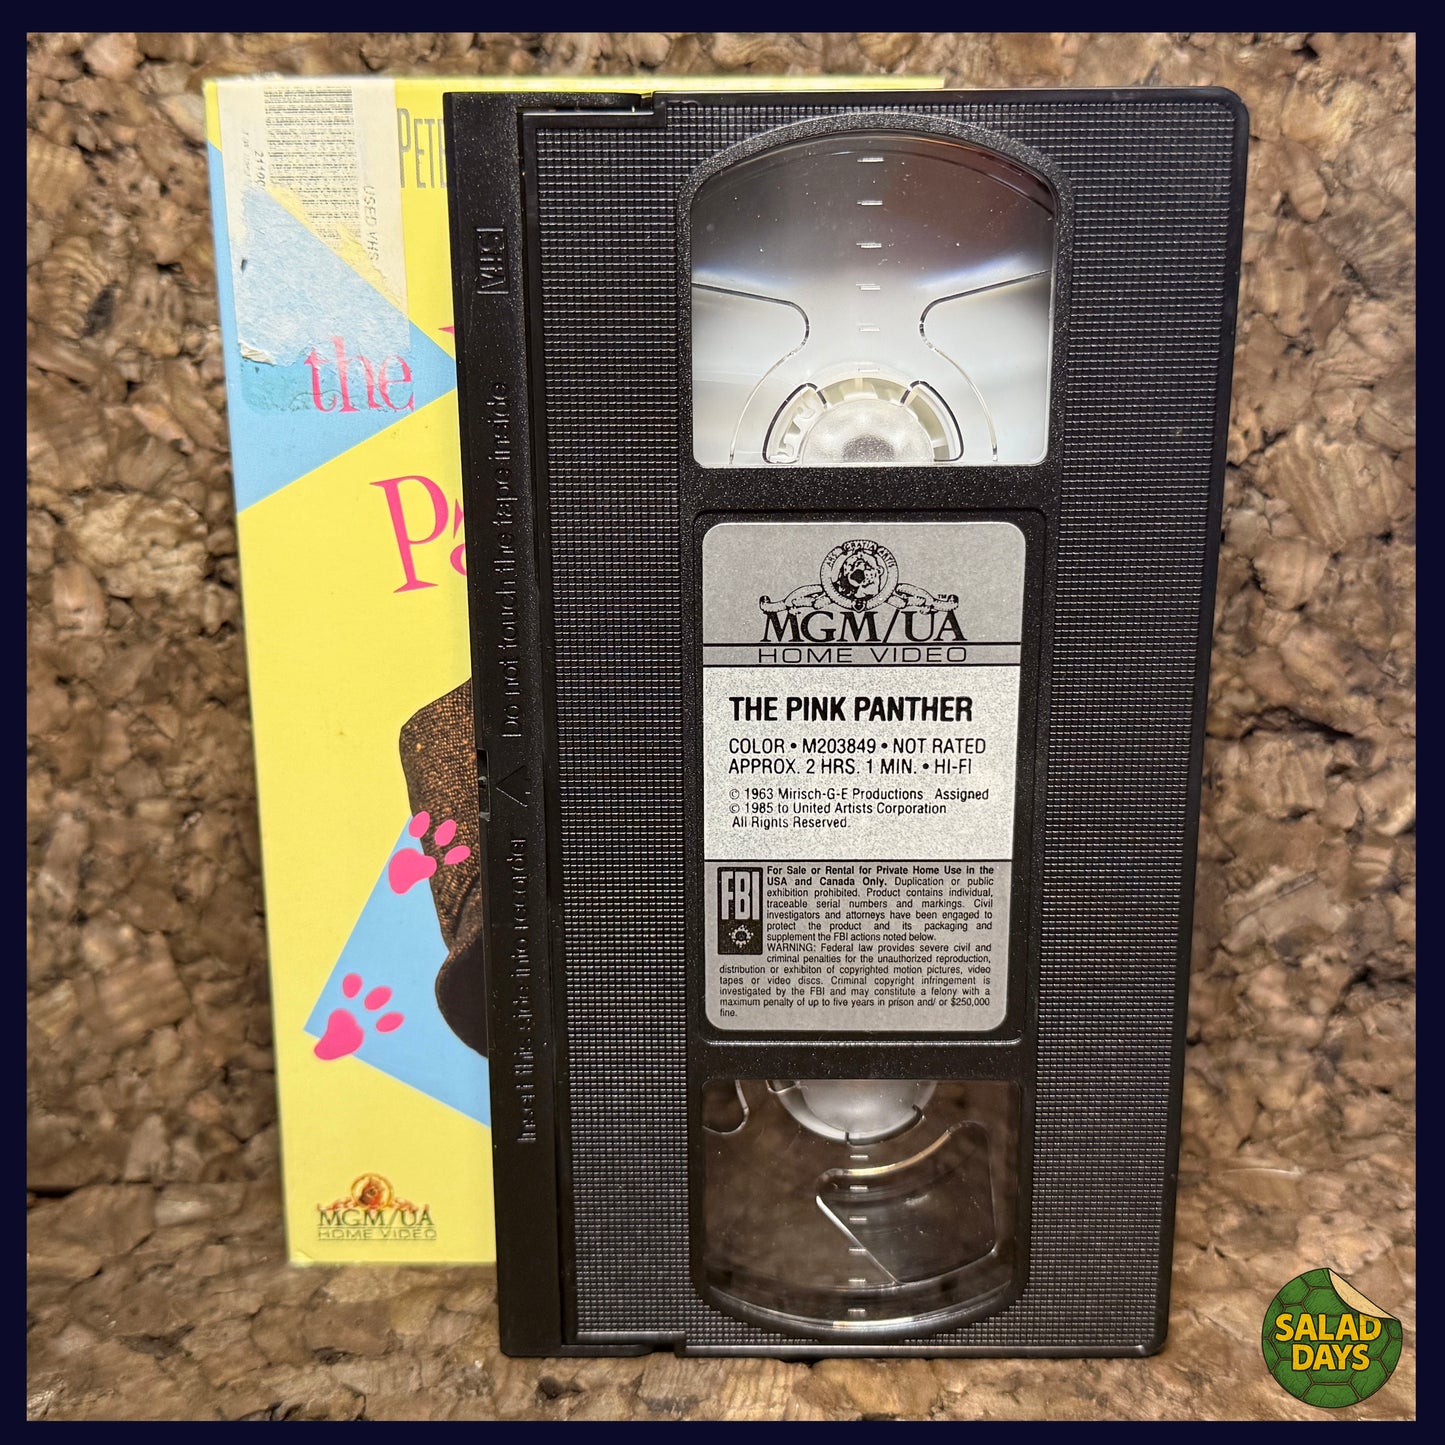 PETE
USED VHS
the
Pa
MGM/UA
HOME VIDEO
VHS
Do not touch the tape inside
Insert this side into recorder
ARS GRATIA ARTIS
TM
MGM/UA
HOME VIDEO
THE PINK PANTHER
COLOR • M203849 • NOT RATED
APPROX. 2 HRS. 1 MIN. • HI-FI
© 1963 Mirisch-G-E Productions Assigned
© 1985 to United Artists Corporation
All Rights Reserved.
FBI
For Sale or Rental for Private Home Use in the
USA and Canada Only. Duplication or public
exhibition prohibited. Product contains individual,
traceable serial numbers and markings. Civil
investigators and attorneys have been engaged to
protect the product and its packaging and
supplement the FBI actions noted below.
WARNING: Federal law provides severe civil and
criminal penalties for the unauthorized reproduction,
distribution or exhibiton of copyrighted motion pictures, video
tapes or video discs. Criminal copyright infringement is
investigated by the FBI and may constitute a felony with a
maximum penalty of up to five years in prison and/ or $250,000
fine.
SALAD
DAYS